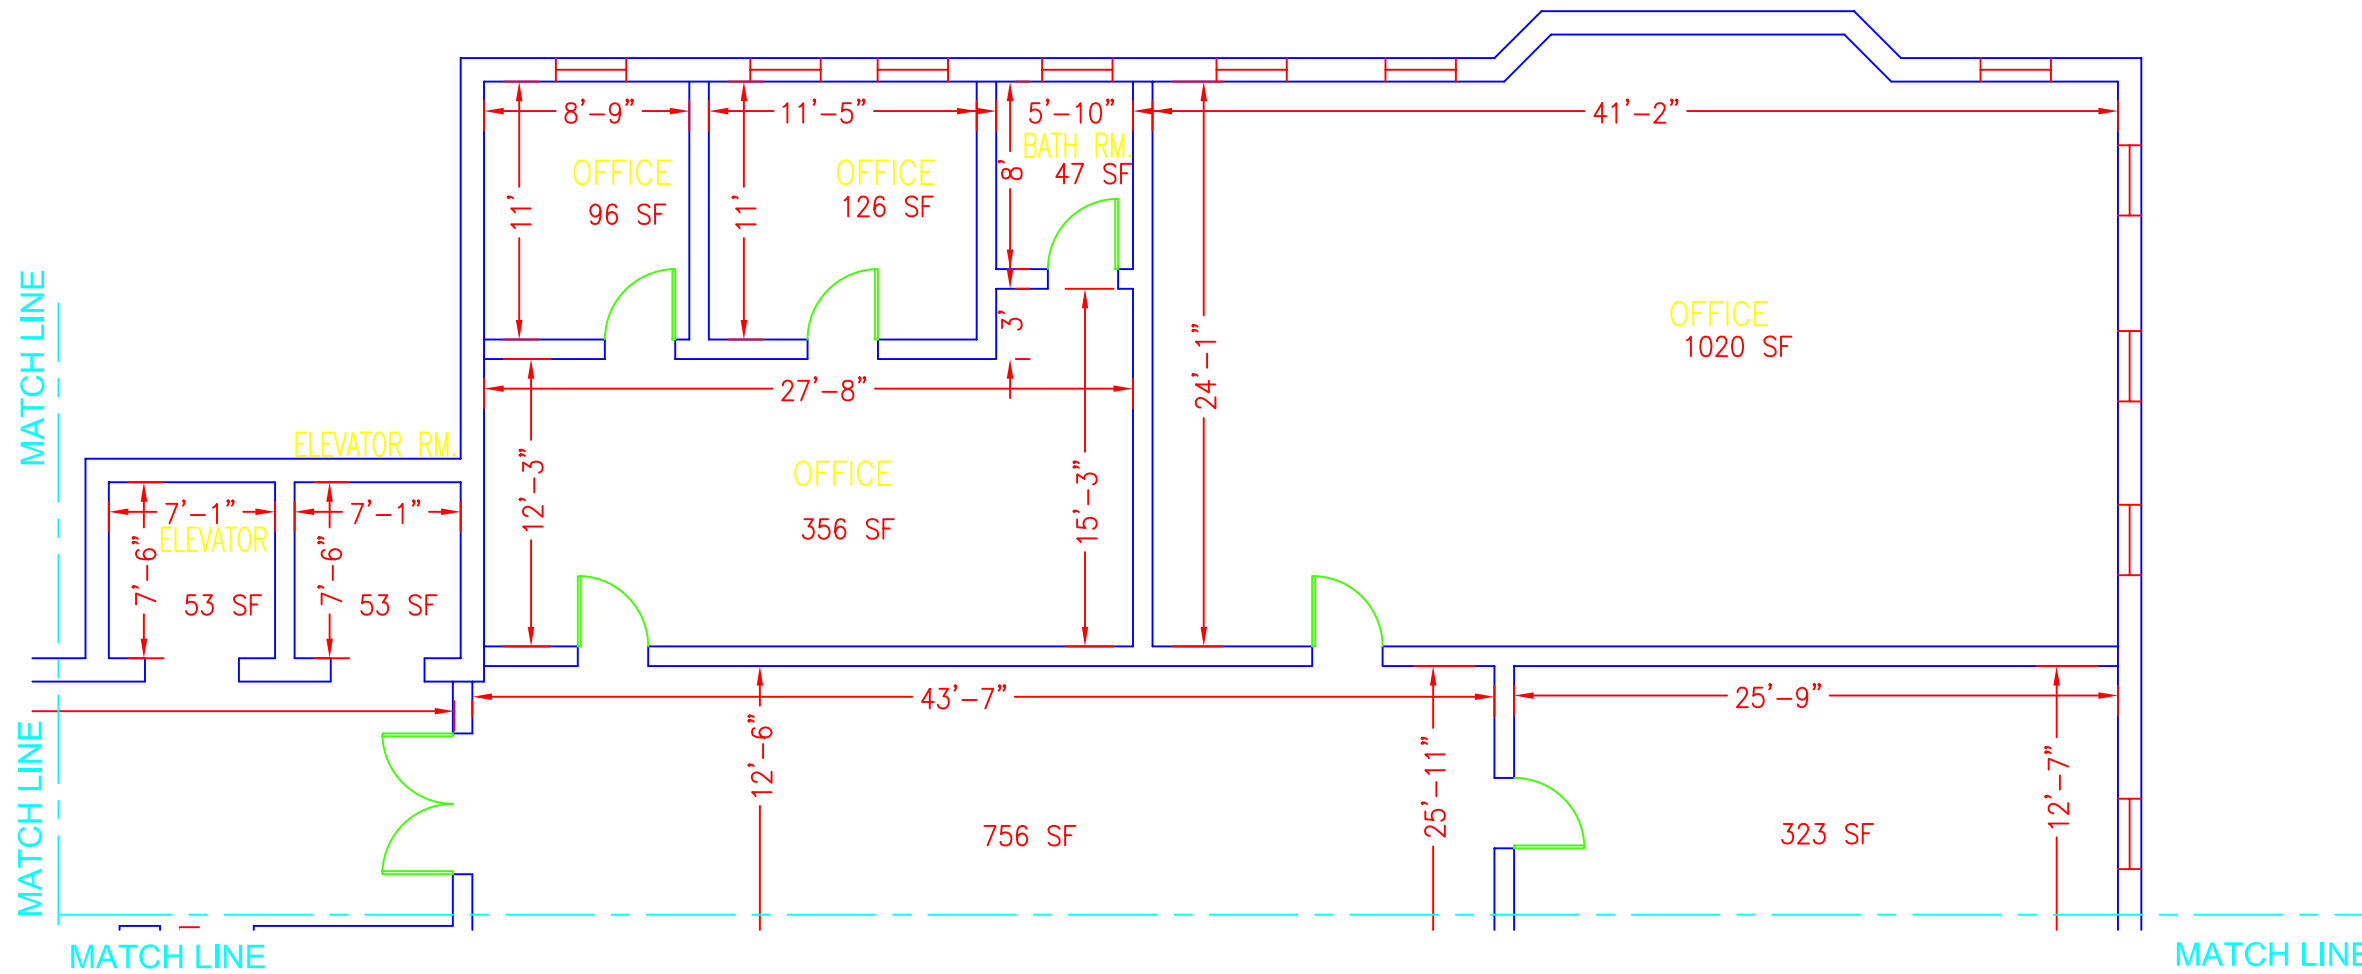 8'-9"
11'-5"
5'-10"
41'-2"
BATH RM.
OFFICE
OFFICE
8'
47 SF
96 SF
126 SF
11'
11'
OFFICE
1020 SF
3'
24'-1"
27'-8"
MATCH LINE
ELEVATOR RM.
OFFICE
12'-3"
15'-3"
7'-1"
7'-1"
356 SF
ELEVATOR
7'-6"
7'-6"
53 SF
53 SF
43'-7"
25'-9"
12'-6"
25'-11"
12'-7"
MATCH LINE
756 SF
323 SF
MATCH LINE
MATCH LINE